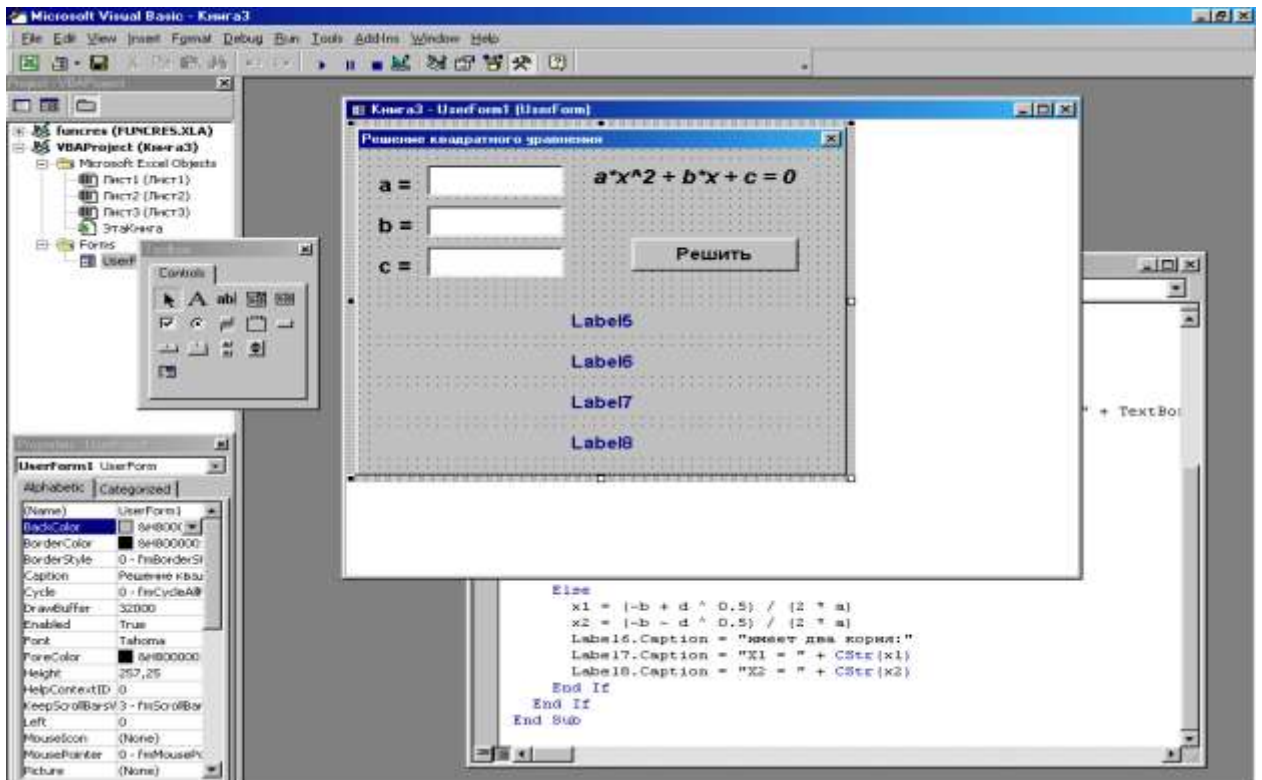 Microsoft Visual Basic - Книга3
File Edit View Insert Format Debug Run Tools Add-Ins Window Help
funcres (FUNCRES.XLA)
VBAProject (Книга3)
Microsoft Excel Objects
Лист1 (Лист1)
Лист2 (Лист2)
Лист3 (Лист3)
ЭтаКнига
Forms
UserF
Controls
Книга3 - UserForm1 (UserForm)
Решение квадратного уравнения
a =
a*x^2 + b*x + c = 0
b =
Решить
c =
Label5
Label6
Label7
Label8
" + TextBo
UserForm1 UserForm
Alphabetic Categorized
(Name) UserForm1
BackColor &H8000
BorderColor &H800000
BorderStyle 0 - fmBorderSt
Caption Решение ква
Cycle 0 - fmCycleAll
DrawBuffer 32000
Enabled True
Font Tahoma
ForeColor &H800000
Height 257,25
HelpContextID 0
KeepScrollBarsV 3 - fmScrollBar
Left 0
MouseIcon (None)
MousePointer 0 - fmMouseP
Picture (None)
Else
x1 = (-b + d ^ 0.5) / (2 * a)
x2 = (-b - d ^ 0.5) / (2 * a)
Label6.Caption = "имеет два корня:"
Label7.Caption = "X1 = " + CStr(x1)
Label8.Caption = "X2 = " + CStr(x2)
End If
End If
End Sub